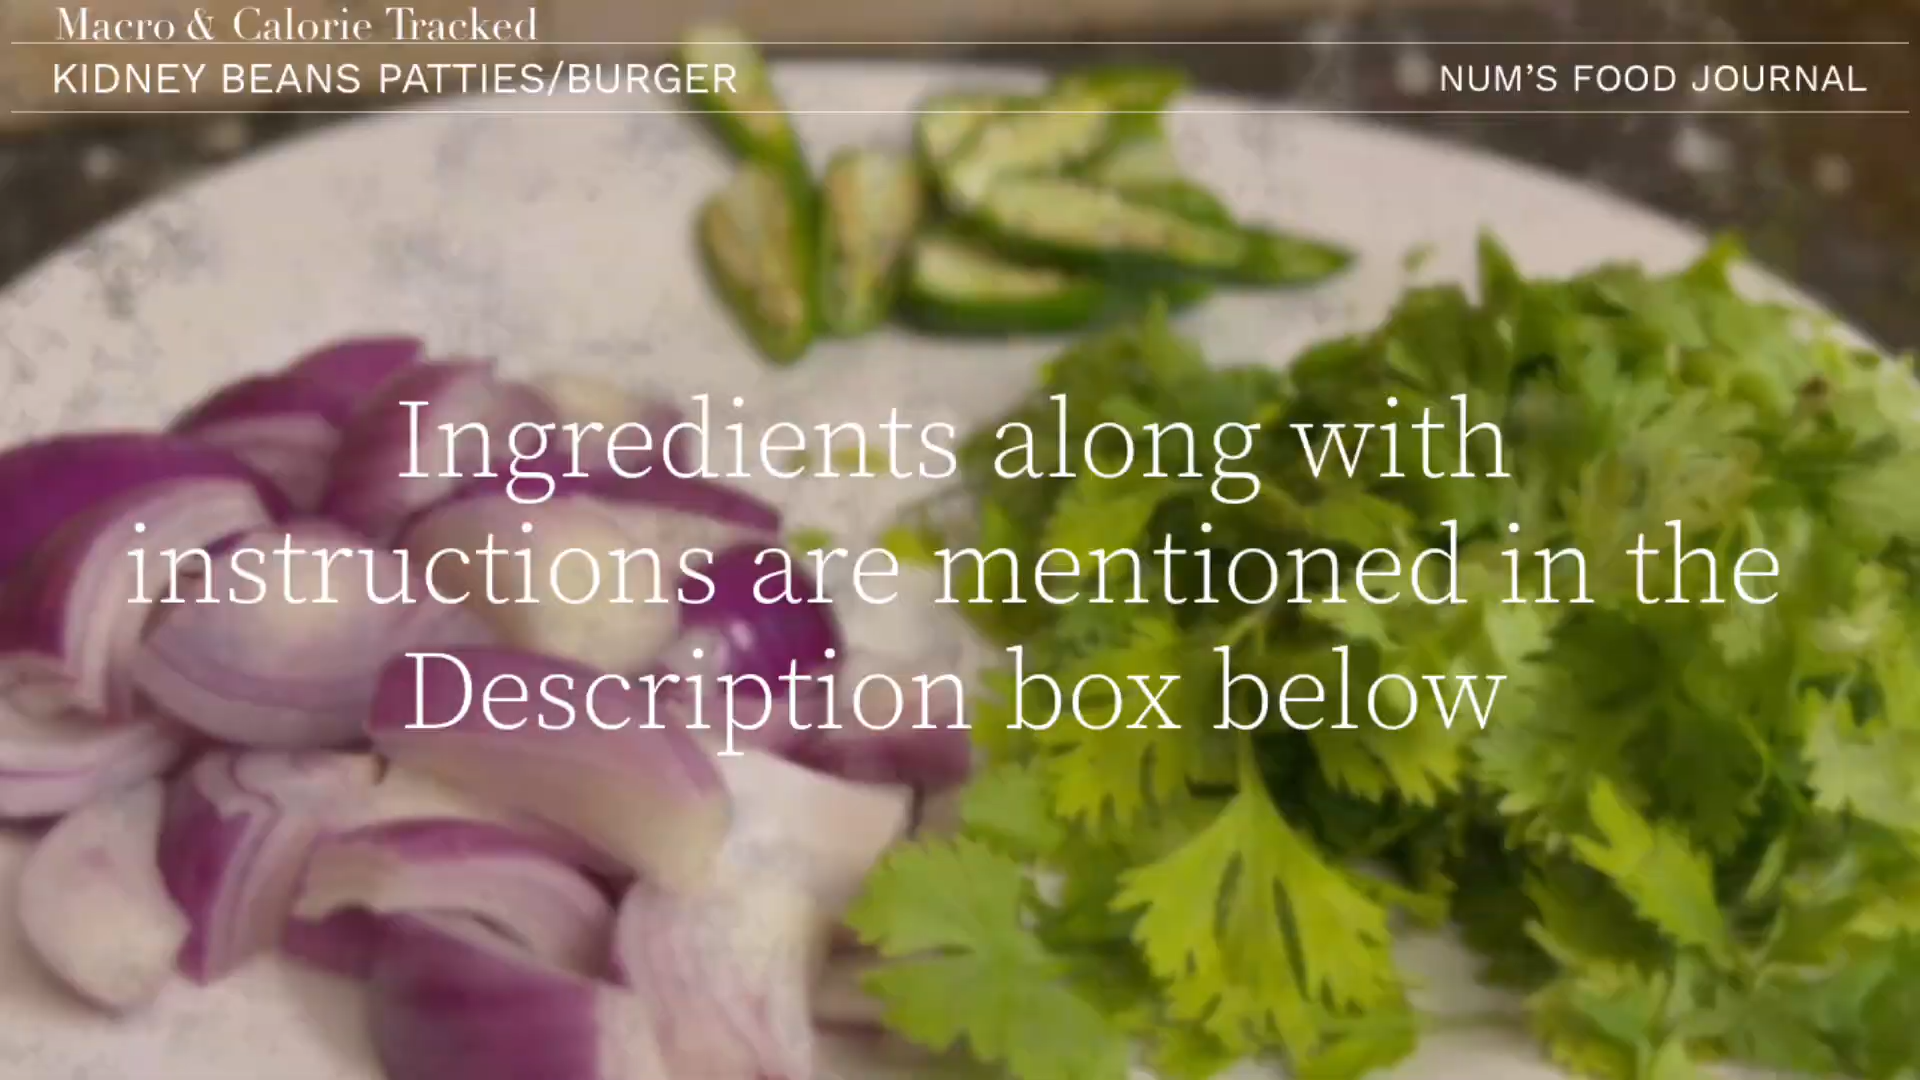 Macro & Calorie Tracked
KIDNEY BEANS PATTIES/BURGER
NUM'S FOOD JOURNAL
Ingredients along with
instructions are mentioned in the
Description box below